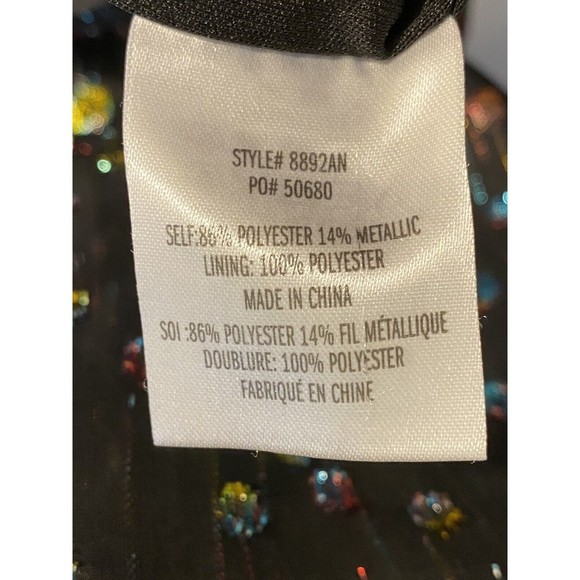 STYLE# 8892AN
PO# 50680
SELF:86% POLYESTER 14% METALLIC
LINING: 100% POLYESTER
MADE IN CHINA
SOI :86% POLYESTER 14% FIL MÉTALLIQUE
DOUBLURE: 100% POLYESTER
FABRIQUÉ EN CHINE